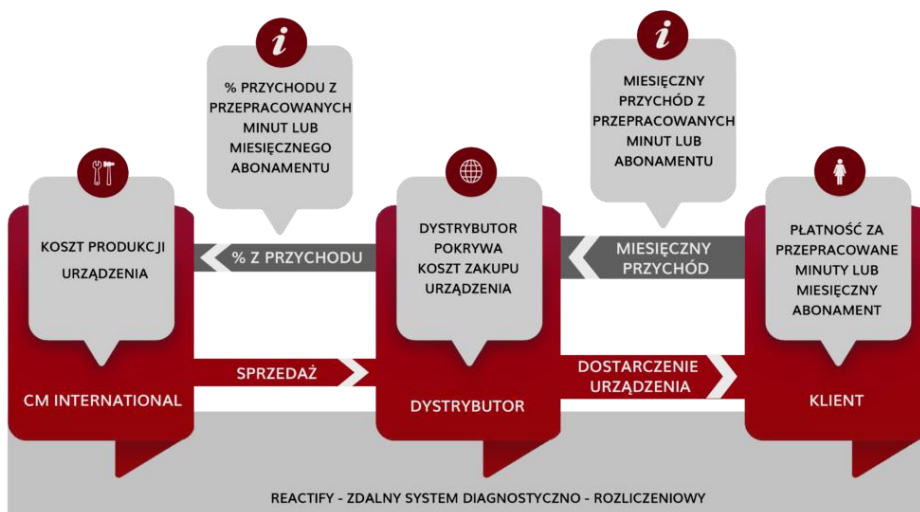 % PRZYCHODU Z
PRZEPRACOWANYCH
MINUT LUB
MIESIĘCZNEGO
ABONAMENTU
MIESIĘCZNY
PRZYCHÓD Z
PRZEPRACOWANYCH
MINUT LUB
ABONAMENTU
KOSZT PRODUKCJI
URZĄDZENIA
% Z PRZYCHODU
DYSTRYBUTOR
POKRYWA
KOSZT ZAKUPU
URZĄDZENIA
MIESIĘCZNY
PRZYCHÓD
PŁATNOŚĆ ZA
PRZEPRACOWANE
MINUTY LUB
MIESIĘCZNY
ABONAMENT
CM INTERNATIONAL
SPRZEDAŻ
DYSTRYBUTOR
DOSTARCZENIE
URZĄDZENIA
KLIENT
REACTIFY - ZDALNY SYSTEM DIAGNOSTYCZNO - ROZLICZENIOWY